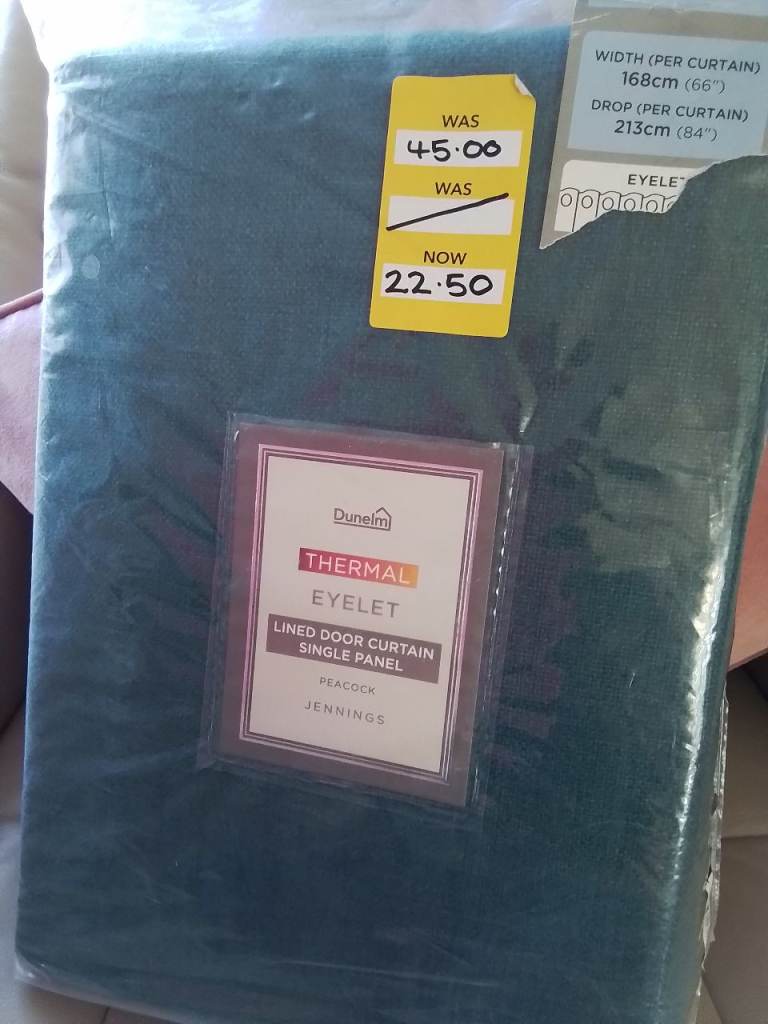 WIDTH (PER CURTAIN)
168cm (66")
DROP (PER CURTAIN)
213cm (84")
EYELET
WAS
45.00
WAS
NOW
22.50
Dunelm
THERMAL
EYELET
LINED DOOR CURTAIN
SINGLE PANEL
PEACOCK
JENNINGS